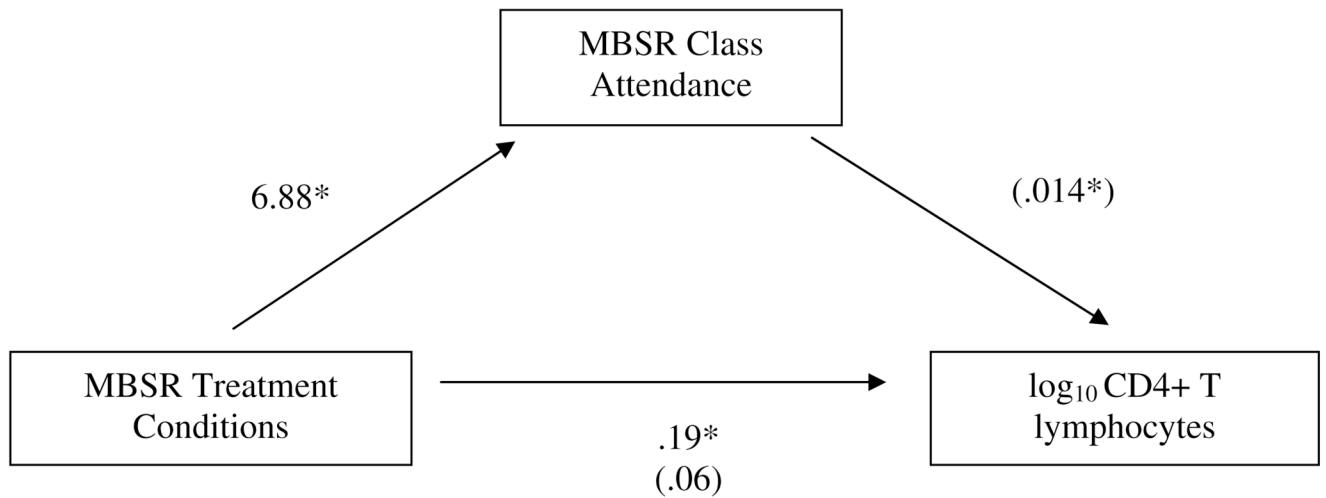 MBSR Class
Attendance
6.88*
(.014*)
MBSR Treatment
Conditions
.19*
(.06)
log₁₀ CD4+ T
lymphocytes